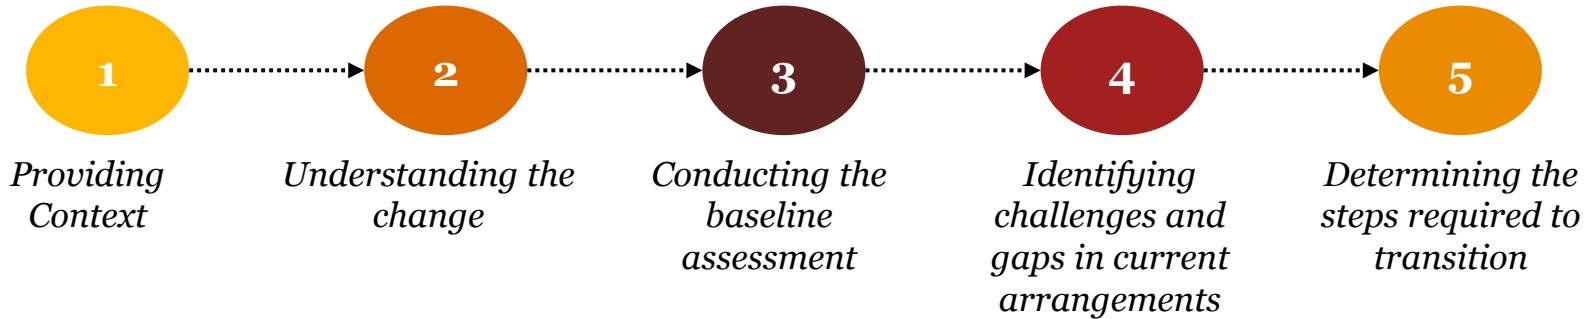 1
2
3
4
5
Providing
Context
Understanding the
change
Conducting the
baseline
assessment
Identifying
challenges and
gaps in current
arrangements
Determining the
steps required to
transition